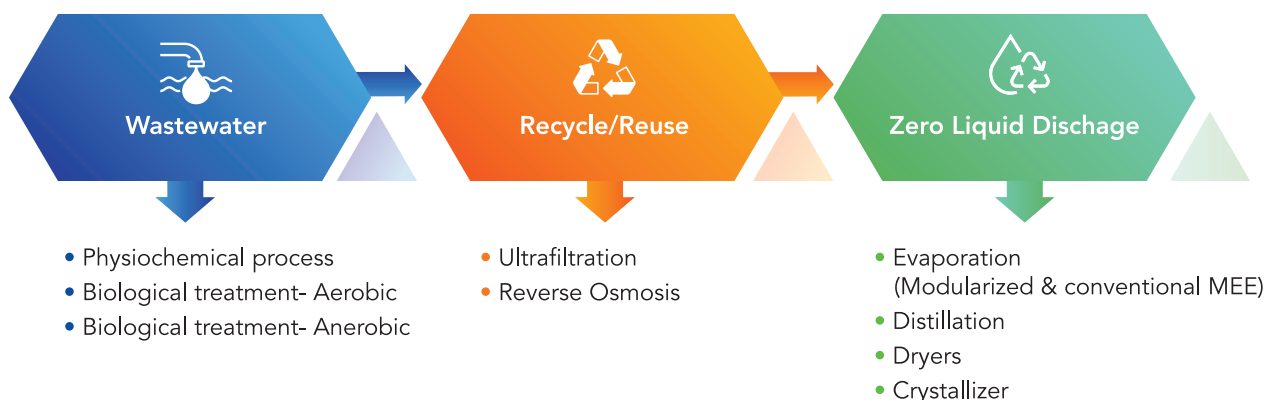 Wastewater
Recycle/Reuse
Zero Liquid Dischage
• Physiochemical process
• Biological treatment- Aerobic
• Biological treatment- Anerobic
• Ultrafiltration
• Reverse Osmosis
• Evaporation
(Modularized & conventional MEE)
• Distillation
• Dryers
• Crystallizer